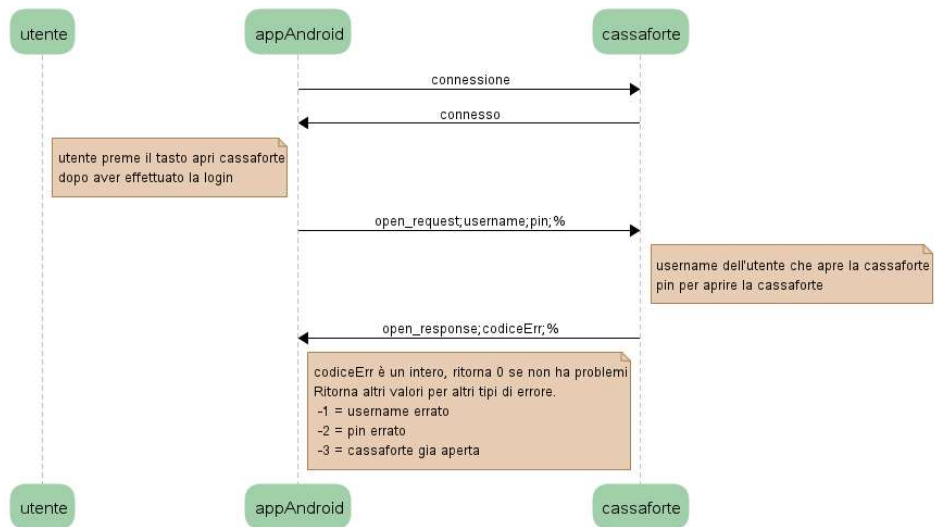 utente appAndroid cassaforte
connessione
connesso
utente preme il tasto apri cassaforte
dopo aver effettuato la login
open_request;username;pin;%
username dell'utente che apre la cassaforte
pin per aprire la cassaforte
open_response;codiceErr;%
codiceErr è un intero, ritorna 0 se non ha problemi
Ritorna altri valori per altri tipi di errore.
-1 = username errato
-2 = pin errato
-3 = cassaforte gia aperta
utente appAndroid cassaforte